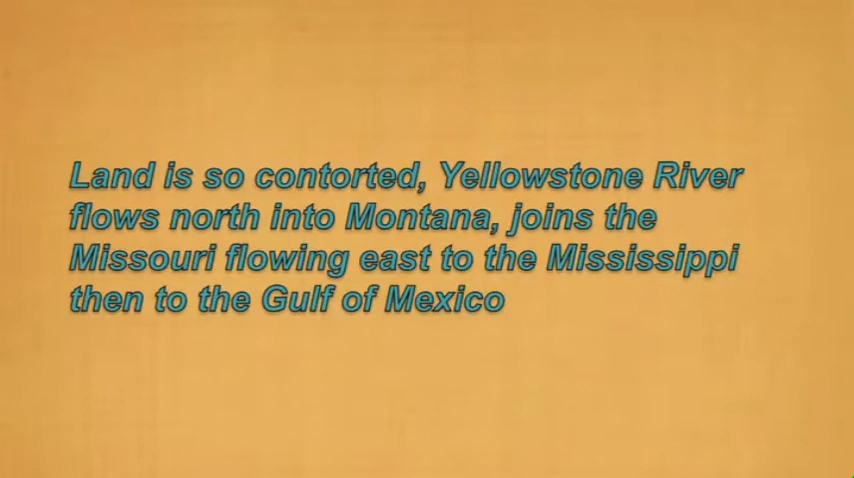 Land is so contorted, Yellowstone River
flows north into Montana, joins the
Missouri flowing east to the Mississippi
then to the Gulf of Mexico